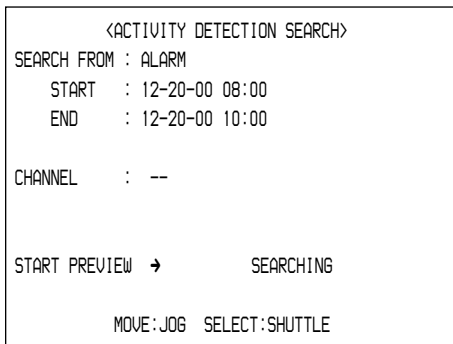 <ACTIVITY DETECTION SEARCH>
SEARCH FROM : ALARM
START : 12-20-00 08:00
END : 12-20-00 10:00
CHANNEL : --
START PREVIEW → SEARCHING
MOVE:JOG SELECT:SHUTTLE